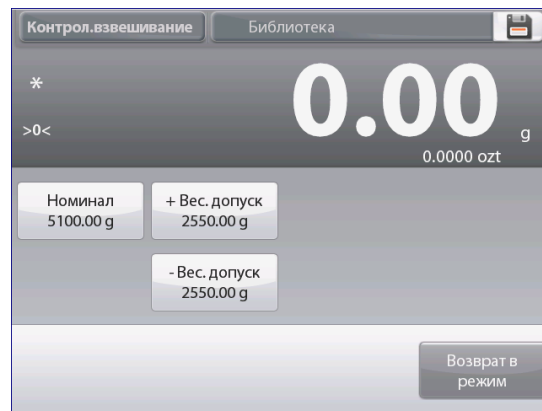 Контрол.взвешивание
Библиотека
*
0.00
>0<
g
0.0000 ozt
Номинал
5100.00 g
+ Вес. допуск
2550.00 g
- Вес. допуск
2550.00 g
Возврат в
режим